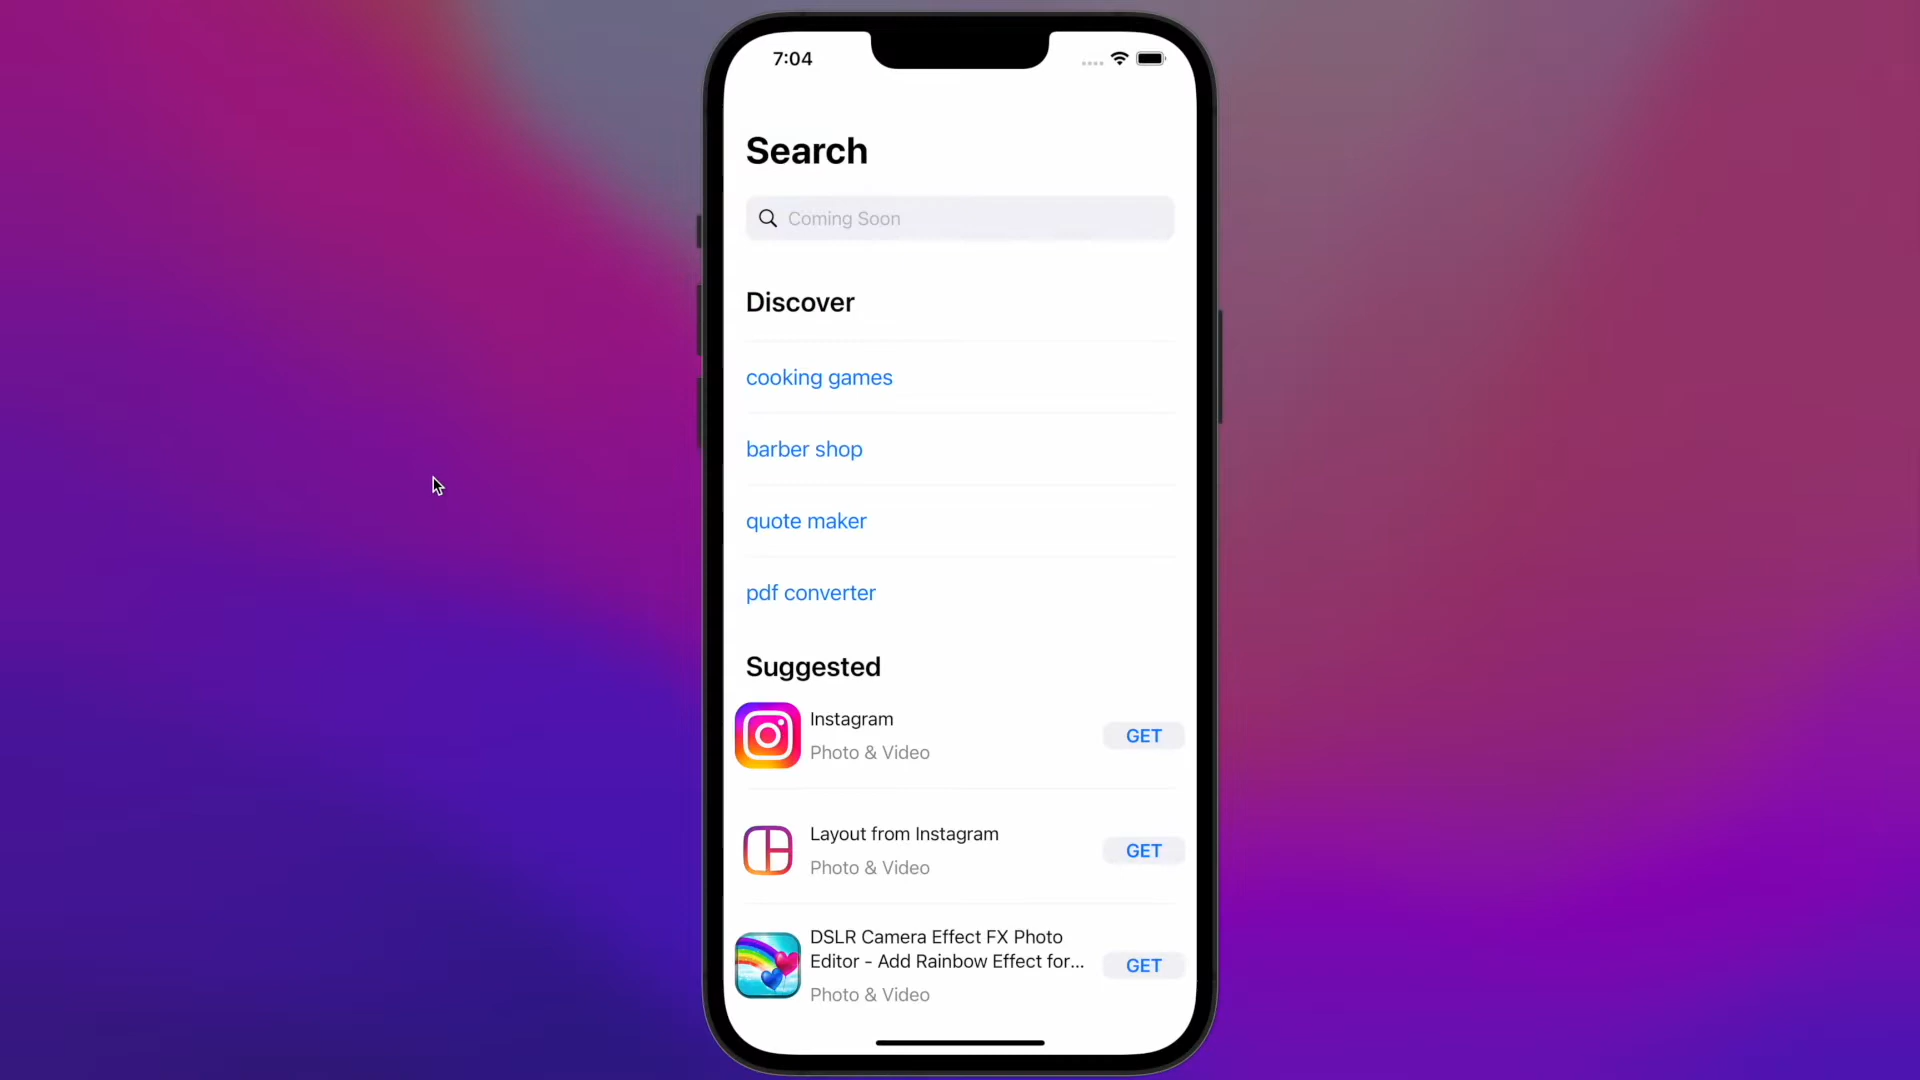 7:04
Search
Coming Soon
Discover
cooking games
barber shop
quote maker
pdf converter
Suggested
Instagram
Photo & Video
GET
Layout from Instagram
Photo & Video
GET
DSLR Camera Effect FX Photo
Editor - Add Rainbow Effect for...
Photo & Video
GET